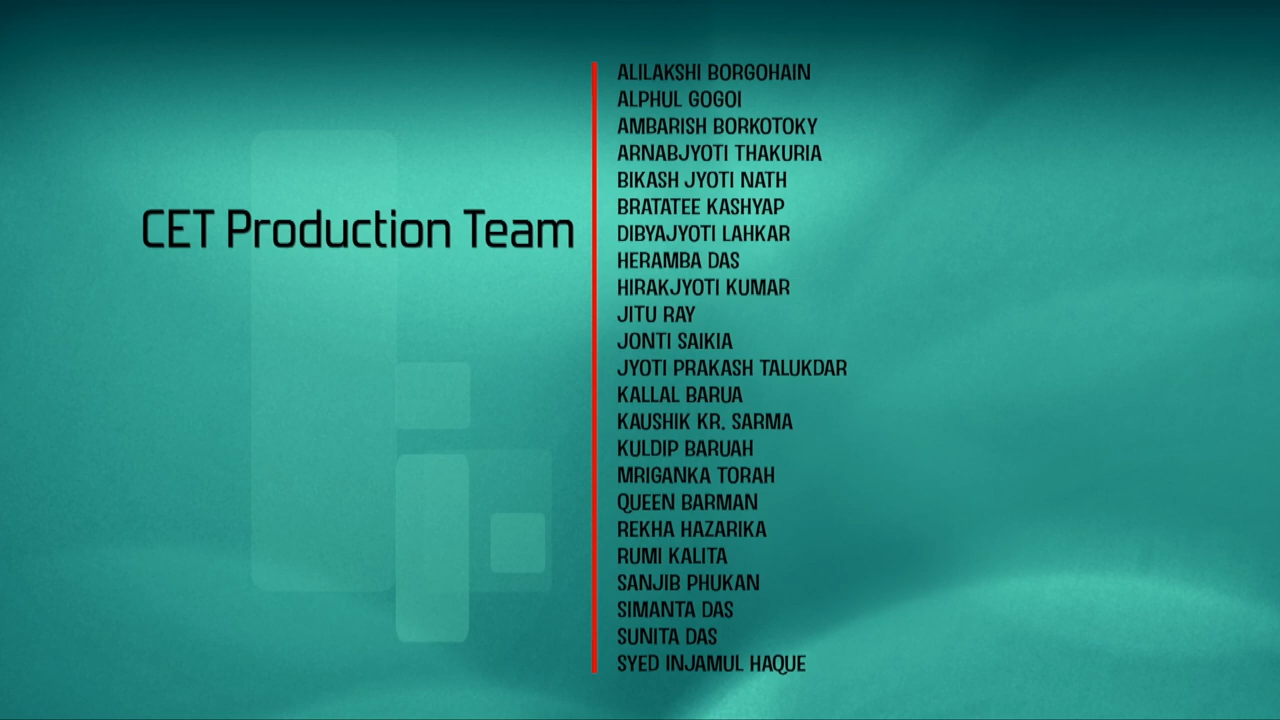 CET Production Team
ALILAKSHI BORGOHAIN
ALPHUL GOGOI
AMBARISH BORKOTOKY
ARNABJYOTI THAKURIA
BIKASH JYOTI NATH
BRATATEE KASHYAP
DIBYAJYOTI LAHKAR
HERAMBA DAS
HIRAKJYOTI KUMAR
JITU RAY
JONTI SAIKIA
JYOTI PRAKASH TALUKDAR
KALLAL BARUA
KAUSHIK KR. SARMA
KULDIP BARUAH
MRIGANKA TORAH
QUEEN BARMAN
REKHA HAZARIKA
RUMI KALITA
SANJIB PHUKAN
SIMANTA DAS
SUNITA DAS
SYED INJAMUL HAQUE